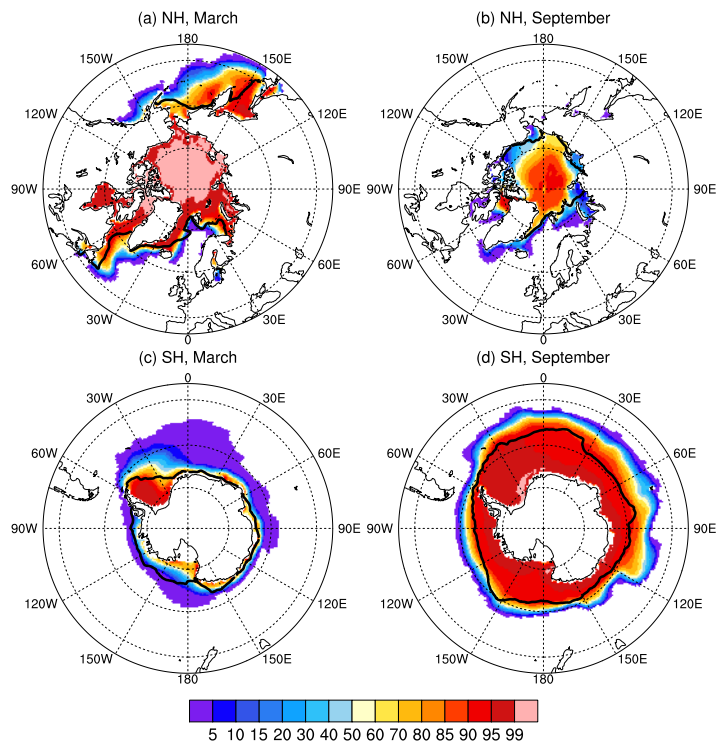 (a) NH, March
(b) NH, September
180
180
150W
150E
150W
150E
120W
120E
120W
120E
90W
90E
90W
90E
60W
60E
60W
60E
30W
30E
30W
30E
0
0
(c) SH, March
(d) SH, September
0
0
30W
30E
30W
30E
60W
60E
60W
60E
90W
90E
90W
90E
120W
120E
120W
120E
150W
150E
150W
150E
180
180
5 10 15 20 30 40 50 60 70 80 85 90 95 99